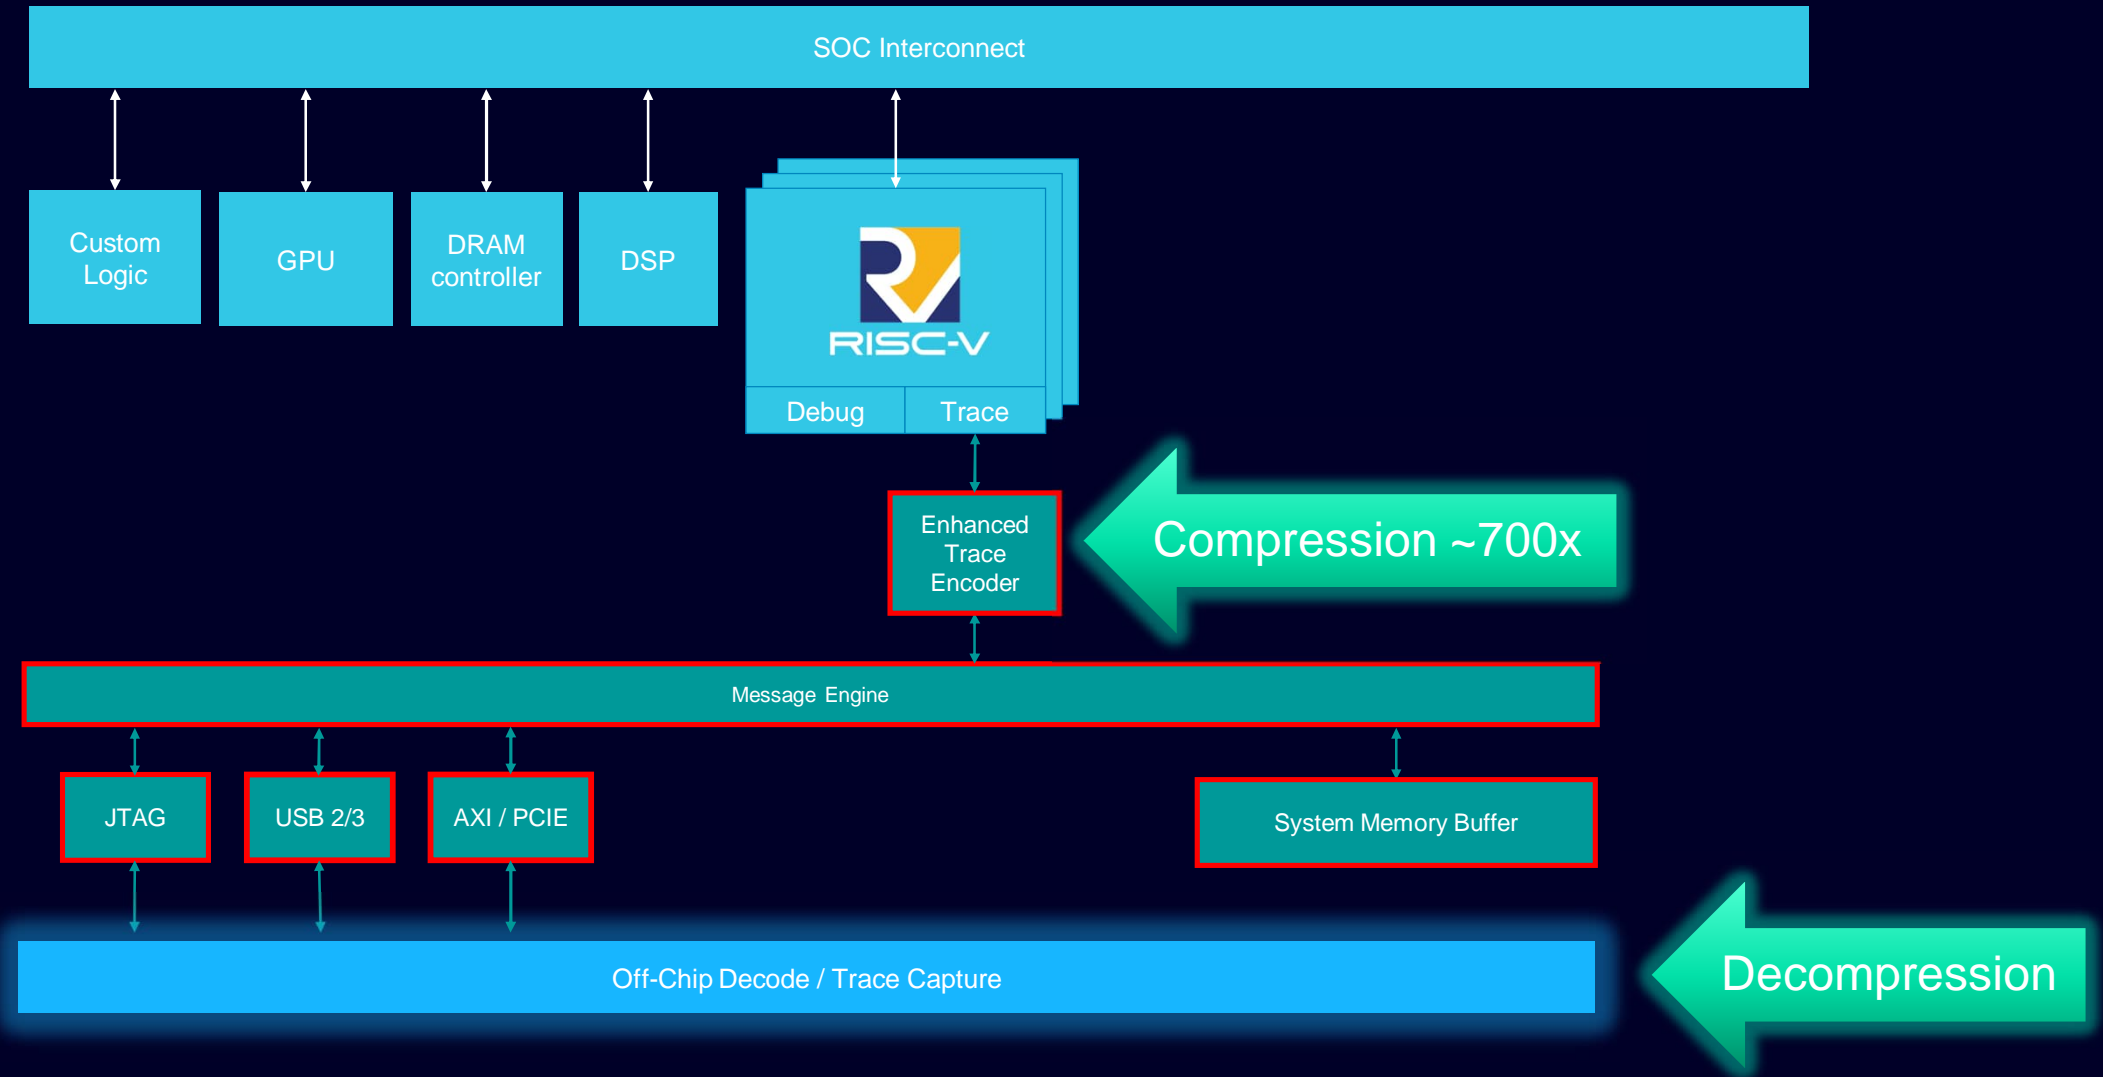 SOC Interconnect
Custom
Logic
GPU
DRAM
controller
DSP
RISC-V
Debug
Trace
Enhanced
Trace
Encoder
Compression ~700x
Message Engine
JTAG
USB 2/3
AXI / PCIE
System Memory Buffer
Off-Chip Decode / Trace Capture
Decompression